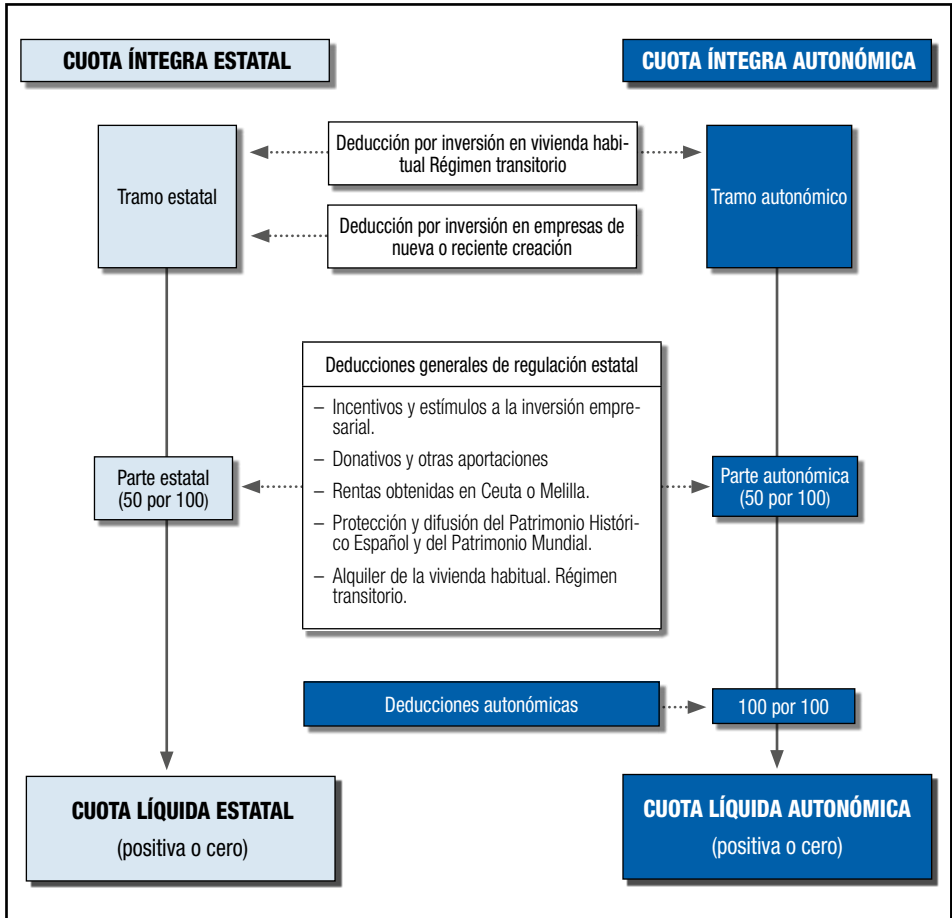 CUOTA ÍNTEGRA ESTATAL
CUOTA ÍNTEGRA AUTONÓMICA
Deducción por inversión en vivienda habi-
tual Régimen transitorio
Tramo estatal
Tramo autonómico
Deducción por inversión en empresas de
nueva o reciente creación
Deducciones generales de regulación estatal
– Incentivos y estímulos a la inversión empre-
sarial.
– Donativos y otras aportaciones
– Rentas obtenidas en Ceuta o Melilla.
– Protección y difusión del Patrimonio Históri-
co Español y del Patrimonio Mundial.
– Alquiler de la vivienda habitual. Régimen
transitorio.
Parte estatal
(50 por 100)
Parte autonómica
(50 por 100)
Deducciones autonómicas
100 por 100
CUOTA LÍQUIDA ESTATAL
(positiva o cero)
CUOTA LÍQUIDA AUTONÓMICA
(positiva o cero)